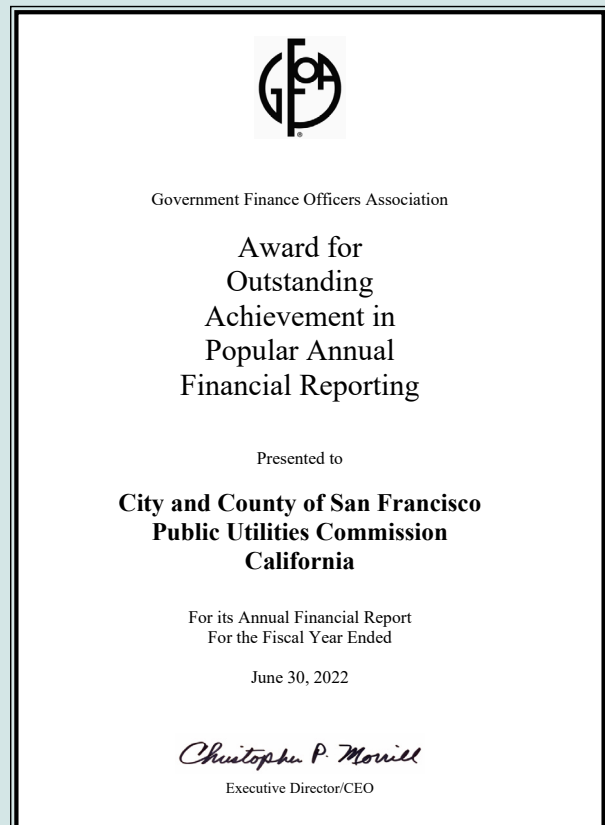 GFOA
Government Finance Officers Association
Award for
Outstanding
Achievement in
Popular Annual
Financial Reporting
Presented to
City and County of San Francisco
Public Utilities Commission
California
For its Annual Financial Report
For the Fiscal Year Ended
June 30, 2022
Christopher P. Morrill
Executive Director/CEO